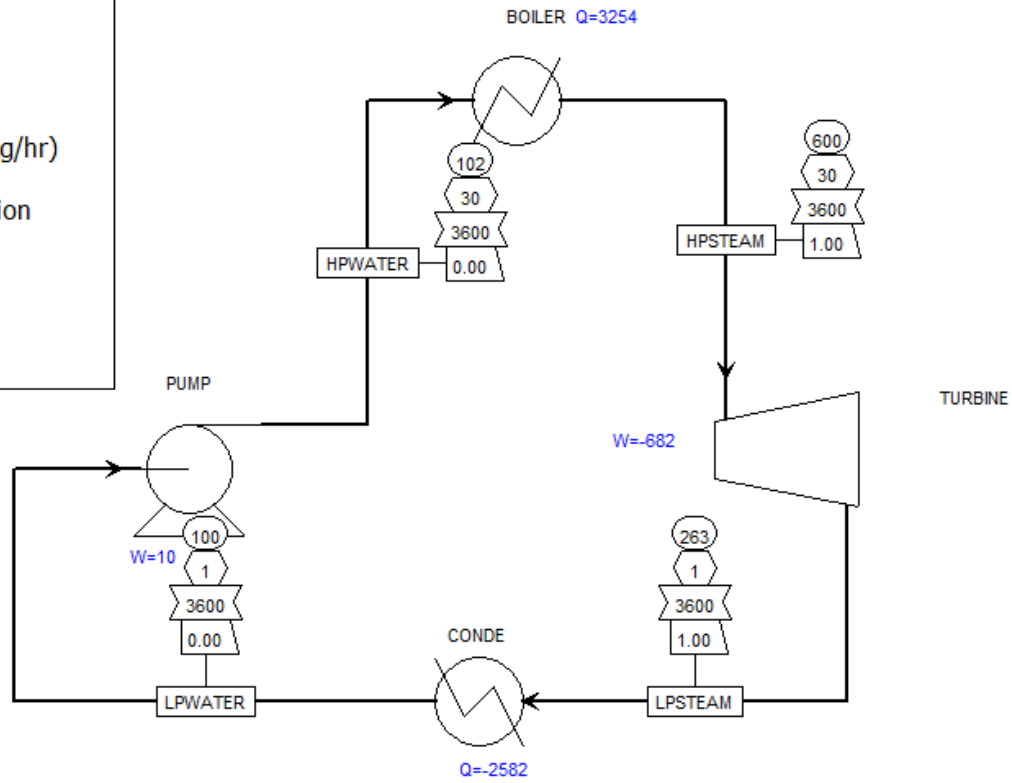 BOILER Q=3254
g/hr)
ion
102
30
3600
0.00
HPWATER
600
30
3600
1.00
HPSTEAM
PUMP
TURBINE
W=-682
W=10
100
1
3600
0.00
LPWATER
263
1
3600
1.00
LPSTEAM
CONDE
Q=-2582